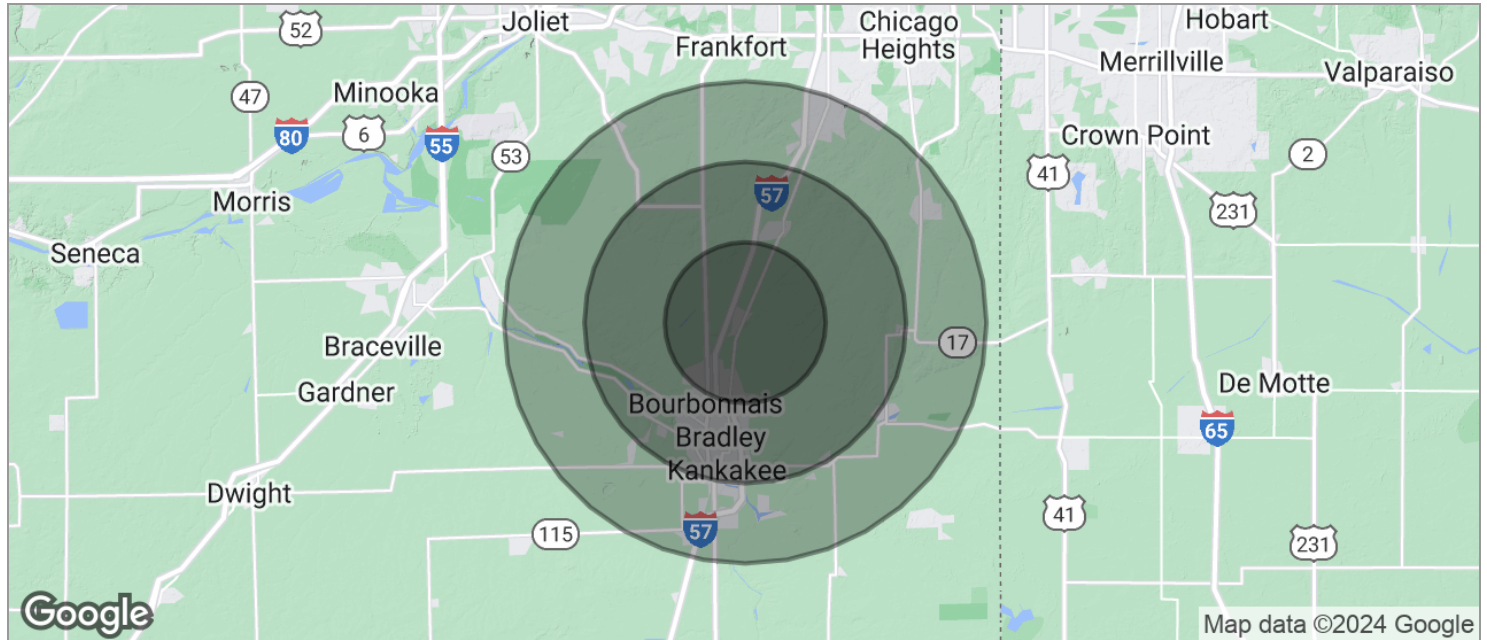 52
Joliet
Frankfort
Chicago
Heights
Hobart
Merrillville
Valparaiso
47
Minooka
80
6
55
53
Crown Point
2
41
57
231
Morris
Seneca
Braceville
17
Gardner
De Motte
Bourbonnais
Bradley
Kankakee
65
Dwight
115
57
41
231
Google
Map data ©2024 Google